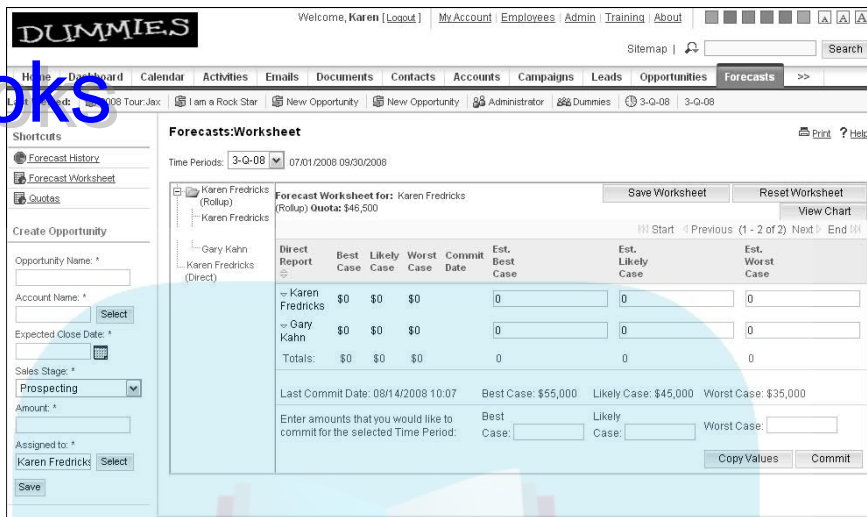 DUMMIES
Welcome, Karen [Logout] | My Account | Employees | Admin | Training | About
A A A
Sitemap |
Search
Home Dashboard Calendar Activities Emails Documents Contacts Accounts Campaigns Leads Opportunities Forecasts >>
oks
2008 Tour:Jax I am a Rock Star New Opportunity New Opportunity Administrator Dummies 3-Q-08 3-Q-08
Shortcuts
Forecast History
Forecast Worksheet
Quotas
Create Opportunity
Opportunity Name: *
Account Name: *
Select
Expected Close Date: *
Sales Stage: *
Prospecting
Amount: *
Assigned to: *
Karen Fredricks Select
Save
Forecasts:Worksheet
Print ? Help
Time Periods: 3-Q-08 07/01/2008 09/30/2008
Karen Fredricks
(Rollup)
Karen Fredricks
Gary Kahn
Karen Fredricks
(Direct)
Forecast Worksheet for: Karen Fredricks
(Rollup) Quota: $46,500
Save Worksheet Reset Worksheet
View Chart
Start Previous (1 - 2 of 2) Next End
Direct Report Best Case Likely Case Worst Case Commit Date Est. Best Case Est. Likely Case Est. Worst Case
Karen Fredricks $0 $0 $0 0 0 0
Gary Kahn $0 $0 $0 0 0 0
Totals: $0 $0 $0 0 0 0
Last Commit Date: 08/14/2008 10:07 Best Case: $55,000 Likely Case: $45,000 Worst Case: $35,000
Enter amounts that you would like to
commit for the selected Time Period:
Best Case: Likely Case: Worst Case:
Copy Values Commit